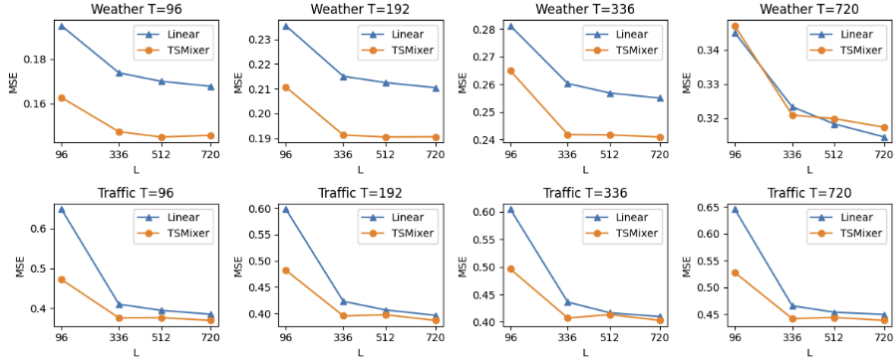 Weather T=96
Weather T=192
Weather T=336
Weather T=720
MSE
0.18
0.16
Linear
TSMixer
96
336
512
720
L
MSE
0.23
0.22
0.21
0.20
0.19
Linear
TSMixer
96
336
512
720
L
MSE
0.28
0.26
0.24
Linear
TSMixer
96
336
512
720
L
MSE
0.34
0.33
0.32
Linear
TSMixer
96
336
512
720
L
Traffic T=96
Traffic T=192
Traffic T=336
Traffic T=720
MSE
0.6
0.5
0.4
Linear
TSMixer
96
336
512
720
L
MSE
0.60
0.55
0.50
0.45
0.40
Linear
TSMixer
96
336
512
720
L
MSE
0.60
0.55
0.50
0.45
0.40
Linear
TSMixer
96
336
512
720
L
MSE
0.65
0.60
0.55
0.50
0.45
Linear
TSMixer
96
336
512
720
L